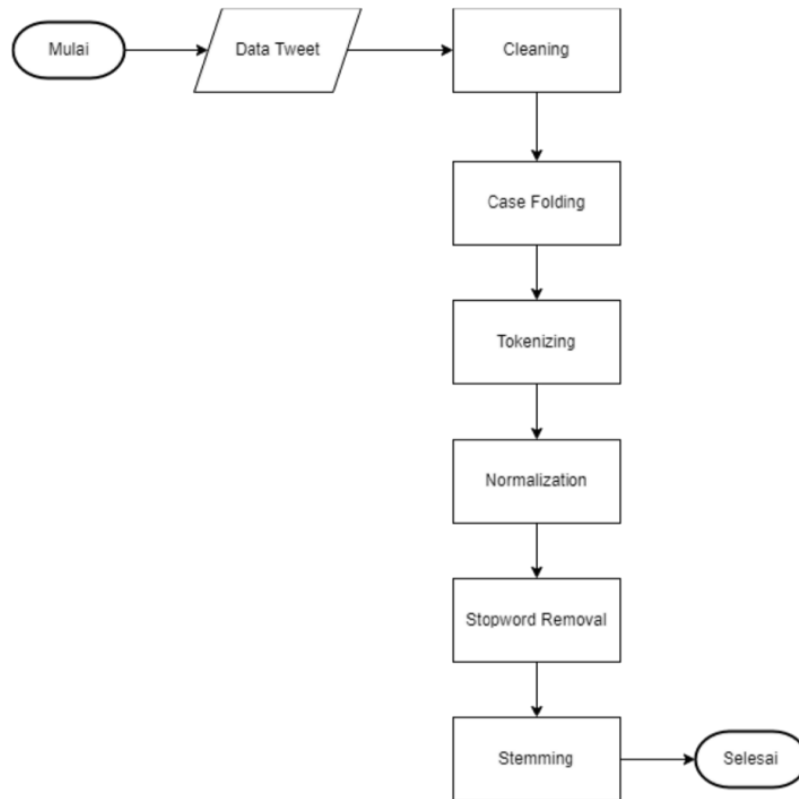 Mulai
Data Tweet
Cleaning
Case Folding
Tokenizing
Normalization
Stopword Removal
Stemming
Selesai